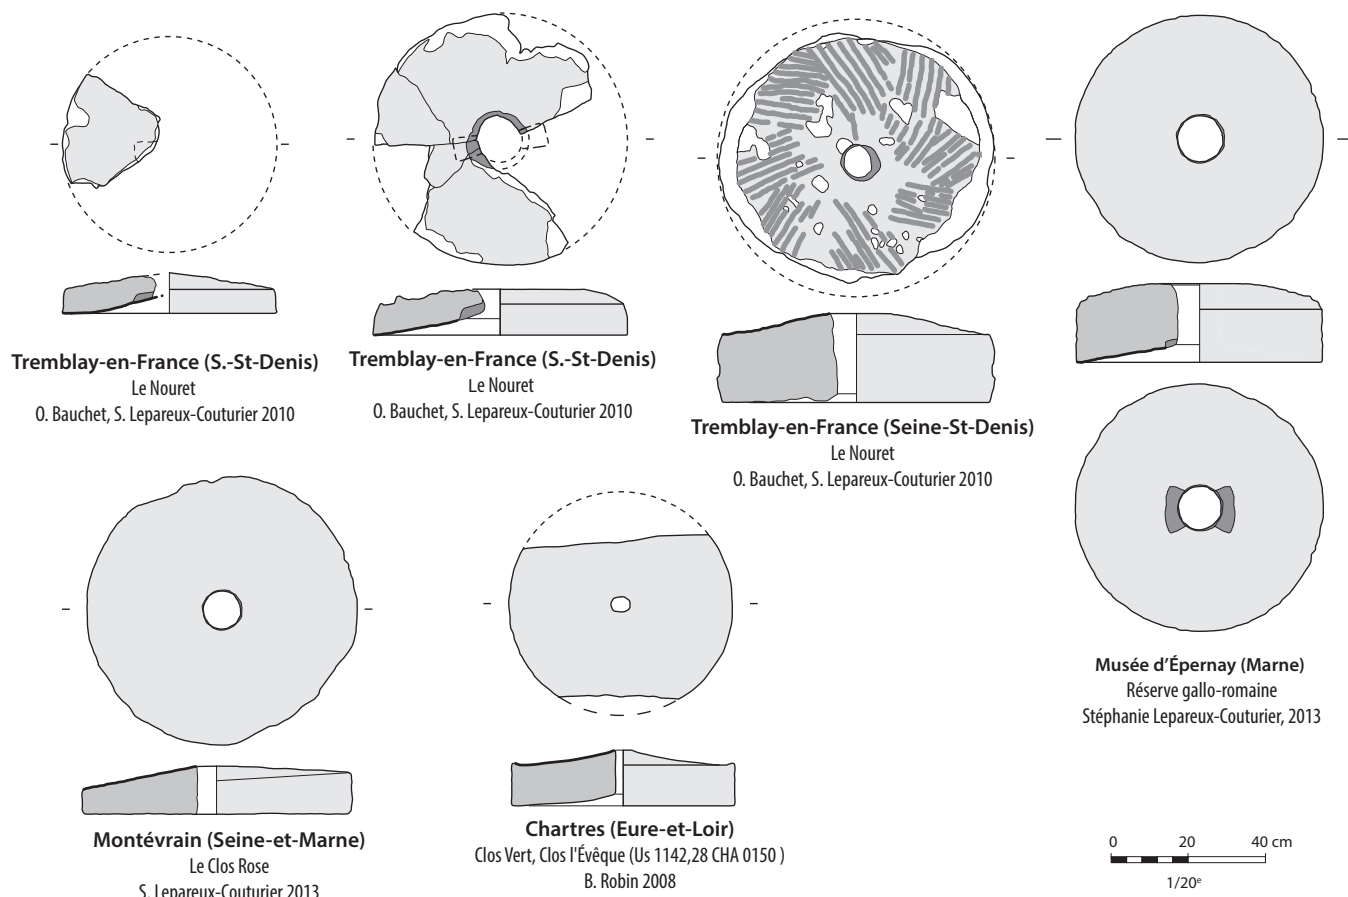 Tremblay-en-France (S.-St-Denis)
Le Nouret
O. Bauchet, S. Lepareux-Couturier 2010
Tremblay-en-France (S.-St-Denis)
Le Nouret
O. Bauchet, S. Lepareux-Couturier 2010
Tremblay-en-France (Seine-St-Denis)
Le Nouret
O. Bauchet, S. Lepareux-Couturier 2010
Musée d'Épernay (Marne)
Réserve gallo-romaine
Stéphanie Lepareux-Couturier, 2013
Montévrain (Seine-et-Marne)
Le Clos Rose
S. Lepareux-Couturier 2013
Chartres (Eure-et-Loir)
Clos Vert, Clos l'Évêque (Us 1142,28 CHA 0150 )
B. Robin 2008
0 20 40 cm
1/20e